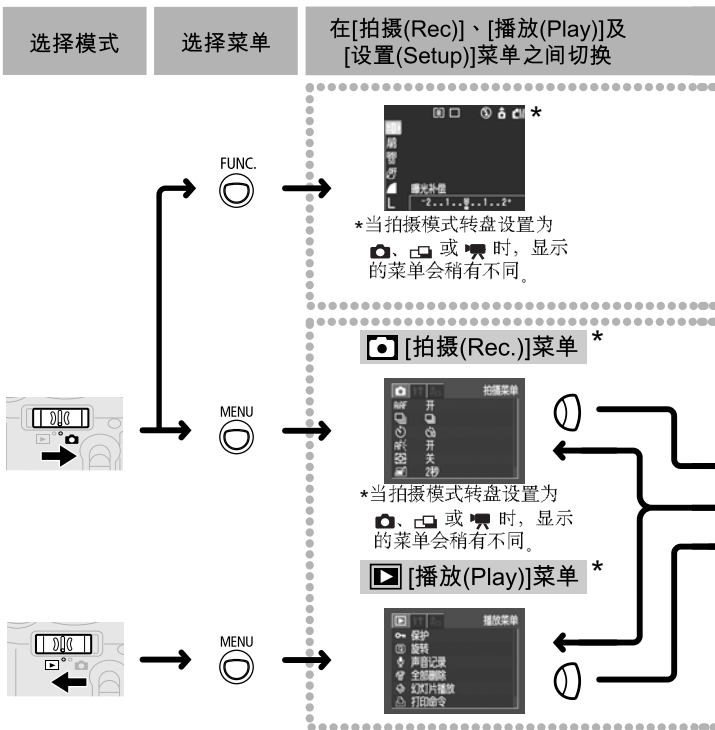 选择模式
选择菜单
在[拍摄(Rec)]、[播放(Play)]及
[设置(Setup)]菜单之间切换
*
FUNC.
曝光补偿
-2..1.. ..1..2+
L
*当拍摄模式转盘设置为
、 或 时，显示
的菜单会稍有不同。
[拍摄(Rec.)]菜单 *
MENU
拍摄菜单
开
开
关
2秒
*当拍摄模式转盘设置为
、 或 时，显示
的菜单会稍有不同。
[播放(Play)]菜单 *
MENU
播放菜单
保护
旋转
声音记录
全部删除
幻灯片播放
打印命令